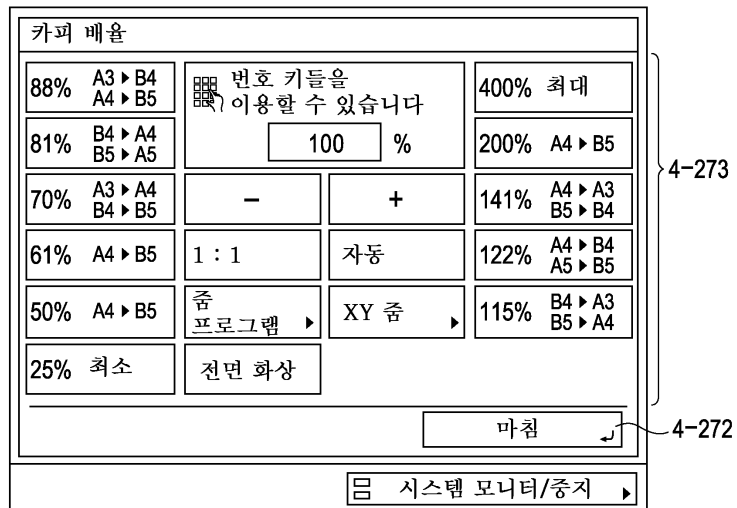 카피 배율
88% A3 ▶ B4
A4 ▶ B5
번호 키들을
이용할 수 있습니다
100 %
400% 최대
81% B4 ▶ A4
B5 ▶ A5
200% A4 ▶ B5
4-273
70% A3 ▶ A4
B4 ▶ B5
−
+
141% A4 ▶ A3
B5 ▶ B4
61% A4 ▶ B5
1 : 1
자동
122% A4 ▶ B4
A5 ▶ B5
50% A4 ▶ B5
줌
프로그램 ▶
XY 줌 ▶
115% B4 ▶ A3
B5 ▶ A4
25% 최소
전면 화상
마침
4-272
시스템 모니터/중지 ▶